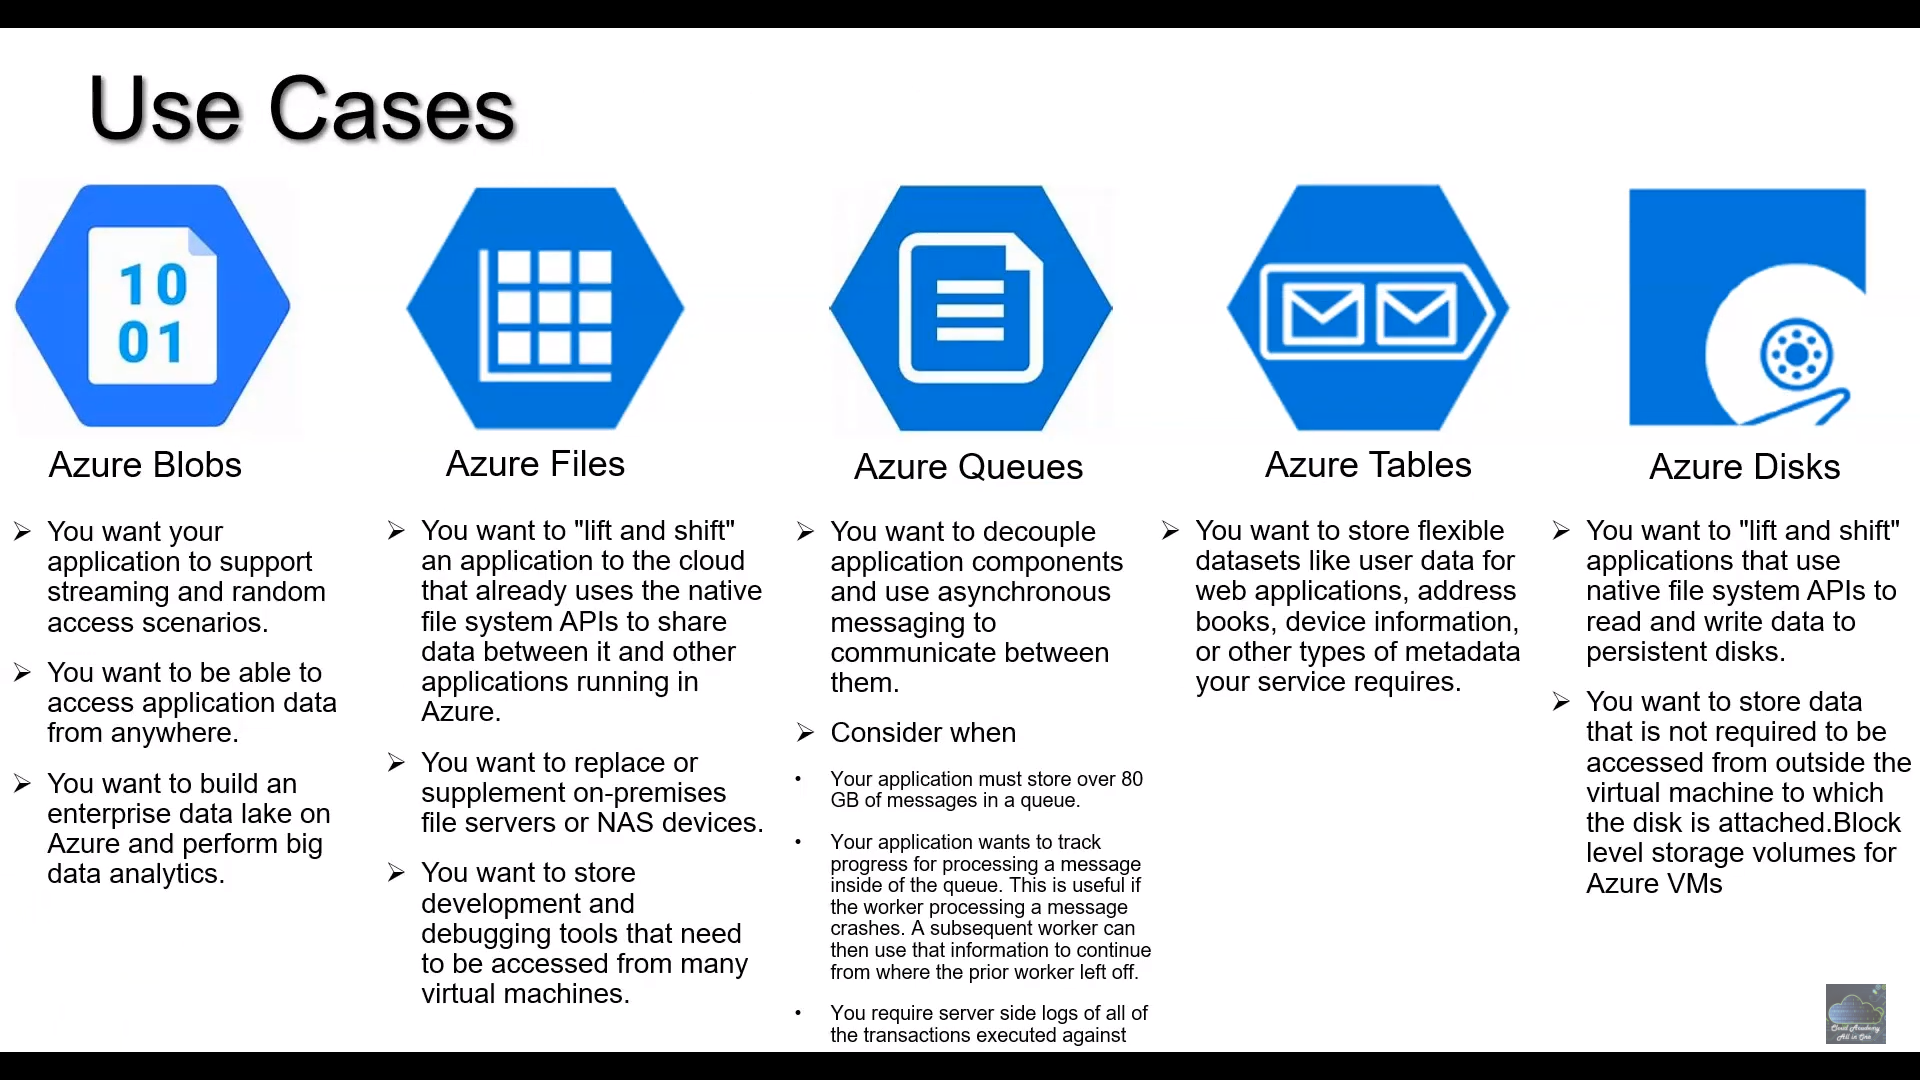 Use Cases
10
01
Azure Blobs
➢ You want your
application to support
streaming and random
access scenarios.
➢ You want to be able to
access application data
from anywhere.
➢ You want to build an
enterprise data lake on
Azure and perform big
data analytics.
Azure Files
➢ You want to "lift and shift"
an application to the cloud
that already uses the native
file system APIs to share
data between it and other
applications running in
Azure.
➢ You want to replace or
supplement on-premises
file servers or NAS devices.
➢ You want to store
development and
debugging tools that need
to be accessed from many
virtual machines.
Azure Queues
➢ You want to decouple
application components
and use asynchronous
messaging to
communicate between
them.
➢ Consider when
• Your application must store over 80
GB of messages in a queue.
• Your application wants to track
progress for processing a message
inside of the queue. This is useful if
the worker processing a message
crashes. A subsequent worker can
then use that information to continue
from where the prior worker left off.
• You require server side logs of all of
the transactions executed against
Azure Tables
➢ You want to store flexible
datasets like user data for
web applications, address
books, device information,
or other types of metadata
your service requires.
Azure Disks
➢ You want to "lift and shift"
applications that use
native file system APIs to
read and write data to
persistent disks.
➢ You want to store data
that is not required to be
accessed from outside the
virtual machine to which
the disk is attached.Block
level storage volumes for
Azure VMs
Cloud Academy
All in One